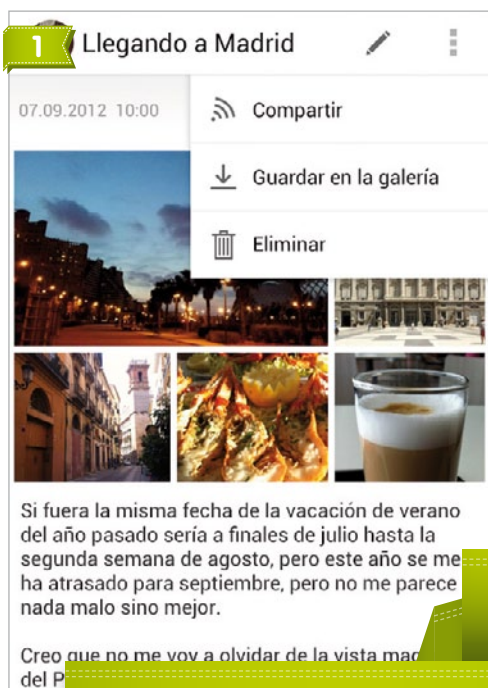 1 Llegando a Madrid
07.09.2012 10:00
Compartir
Guardar en la galería
Eliminar
Si fuera la misma fecha de la vacación de verano
del año pasado sería a finales de julio hasta la
segunda semana de agosto, pero este año se me
ha atrasado para septiembre, pero no me parece
nada malo sino mejor.
Creo que no me voy a olvidar de la vista
del